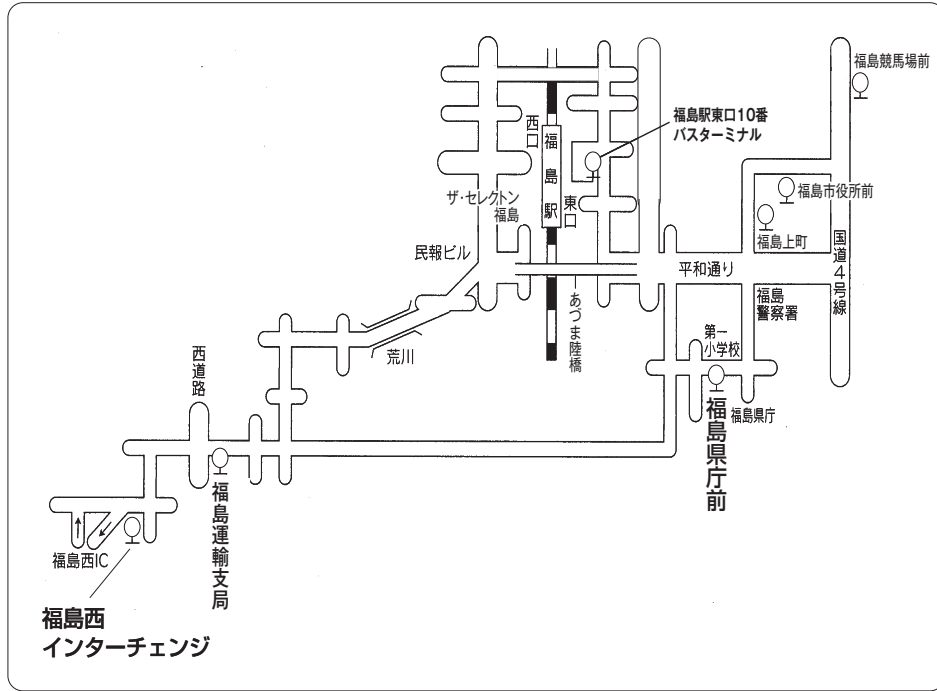 福島競馬場前
福島駅東口10番
バスターミナル
西口
福島駅
東口
ザ・セレクトン
福島
福島市役所前
福島上町
国道4号線
民報ビル
平和通り
あづま陸橋
福島
警察署
第一
小学校
荒川
西道路
福島県庁
福島県庁前
福島運輸支局
福島西IC
福島西
インターチェンジ